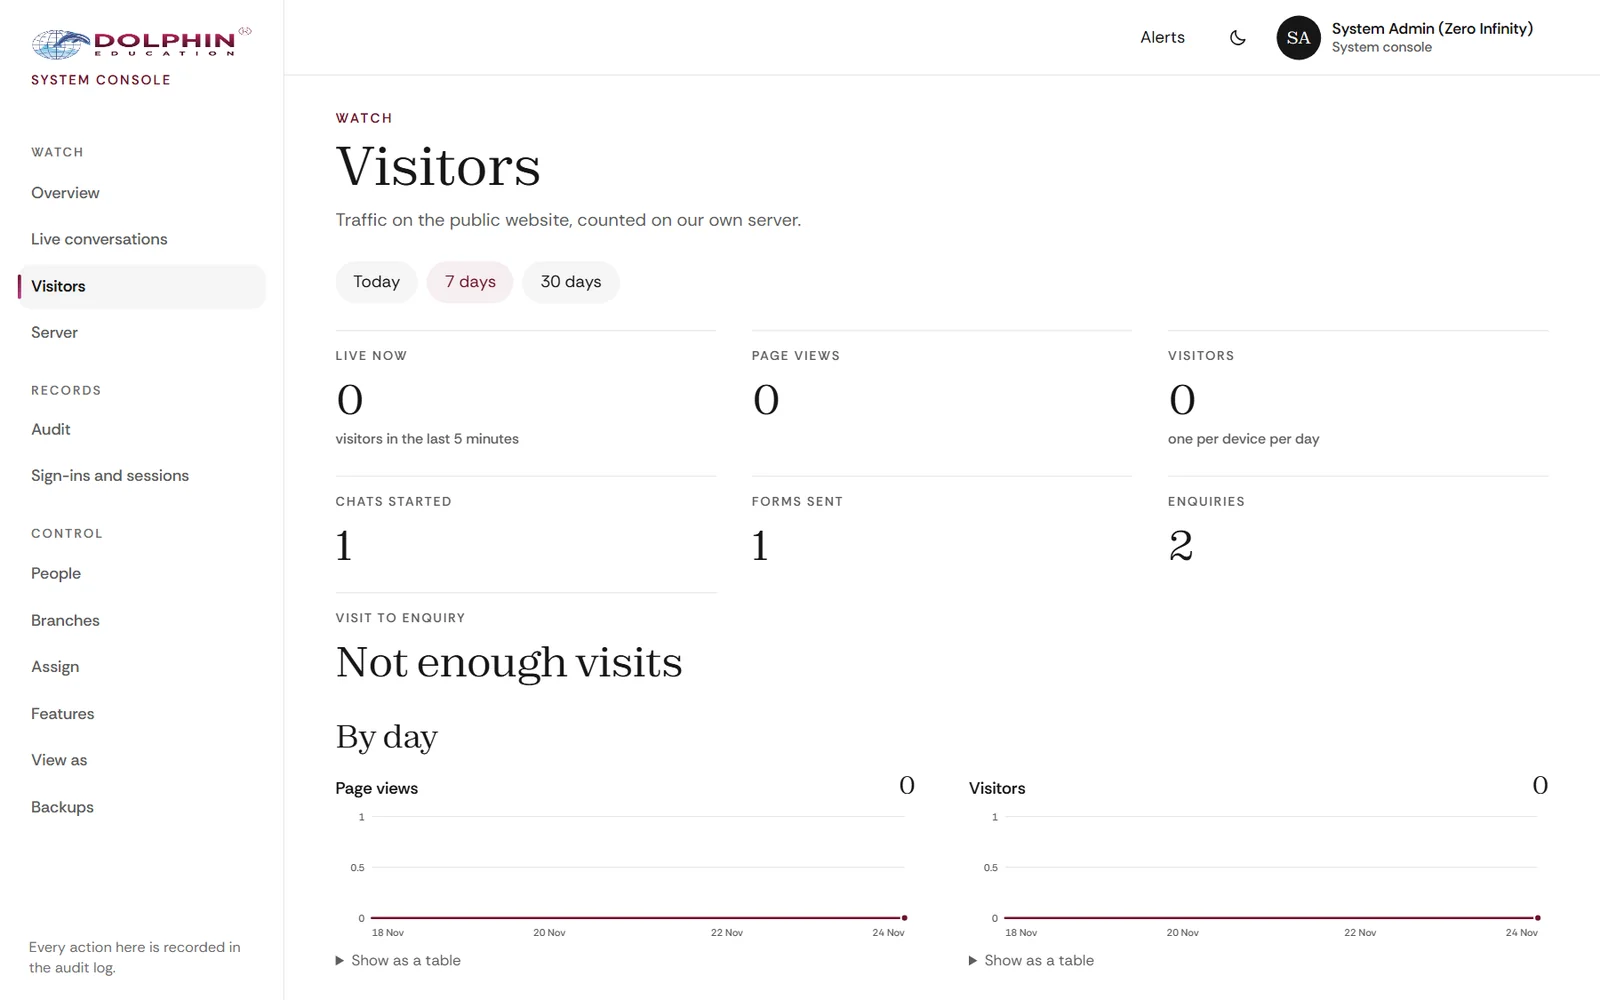 DOLPHIN
EDUCATION
SYSTEM CONSOLE
WATCH
Overview
Live conversations
Visitors
Server
RECORDS
Audit
Sign-ins and sessions
CONTROL
People
Branches
Assign
Features
View as
Backups
Every action here is recorded in
the audit log.
Alerts
SA
System Admin (Zero Infinity)
System console
WATCH
Visitors
Traffic on the public website, counted on our own server.
Today
7 days
30 days
LIVE NOW
0
visitors in the last 5 minutes
PAGE VIEWS
0
VISITORS
0
one per device per day
CHATS STARTED
1
FORMS SENT
1
ENQUIRIES
2
VISIT TO ENQUIRY
Not enough visits
By day
Page views
0
1
0.5
0
18 Nov
20 Nov
22 Nov
24 Nov
Show as a table
Visitors
0
1
0.5
0
18 Nov
20 Nov
22 Nov
24 Nov
Show as a table